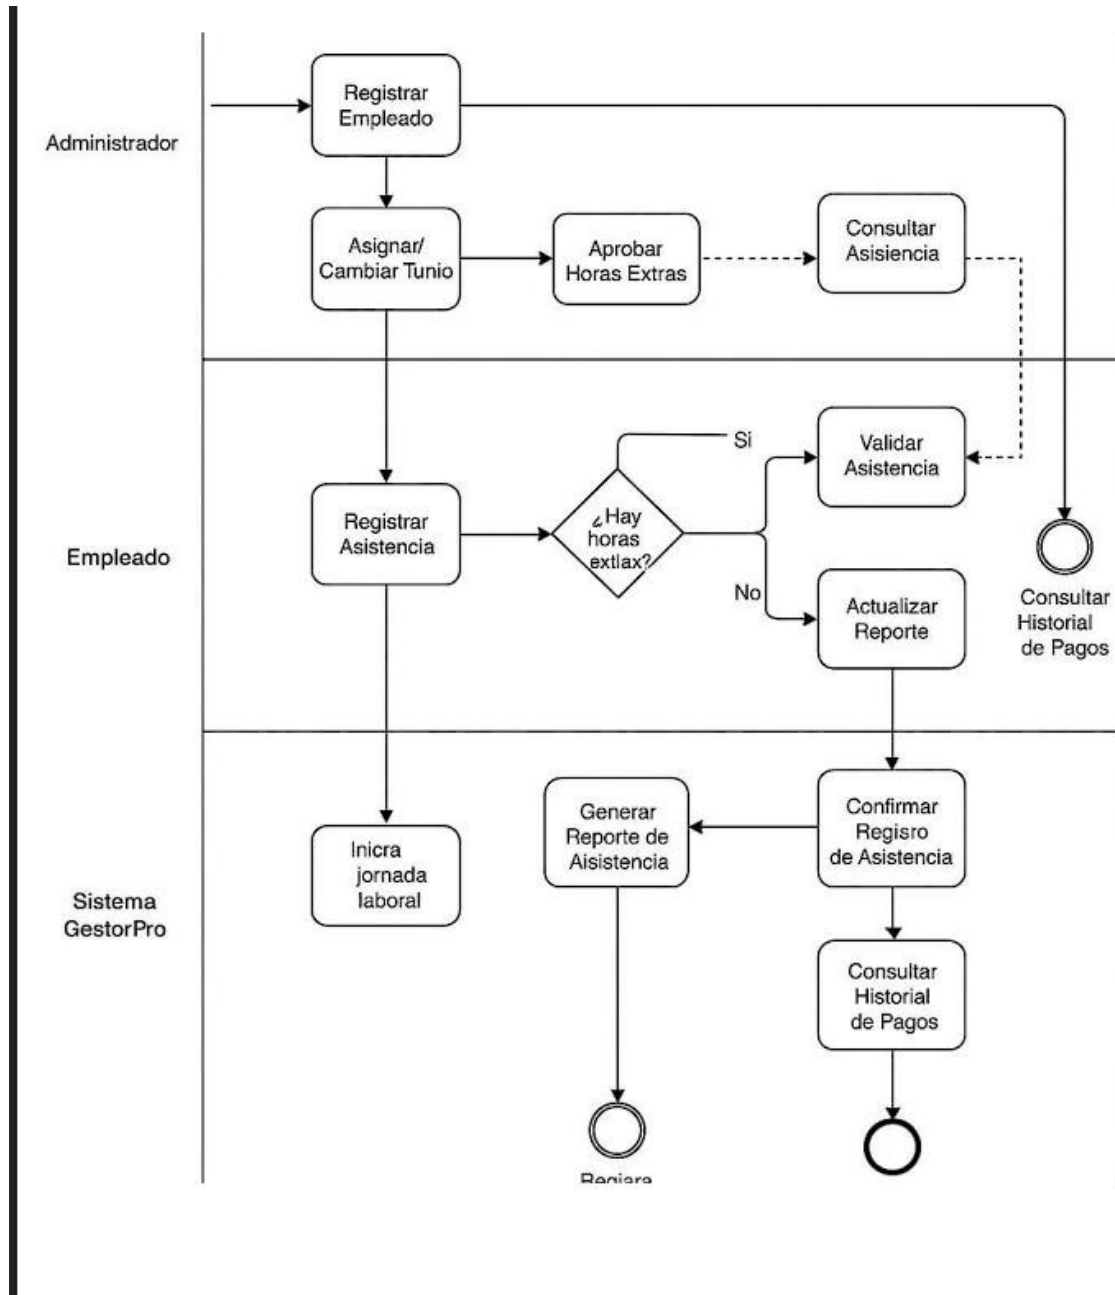 Registrar
Empleado
Administrador
Asignar/
Cambiar Tunio
Aprobar
Horas Extras
Consultar
Asisiencia
Si
Validar
Asistencia
Registrar
Asistencia
¿Hay
horas
extlax?
Empleado
No
Actualizar
Reporte
Consultar
Historial
de Pagos
Sistema
GestorPro
Inicra
jornada
laboral
Generar
Reporte de
Aisistencia
Confirmar
Regisro
de Asistencia
Consultar
Historial
de Pagos